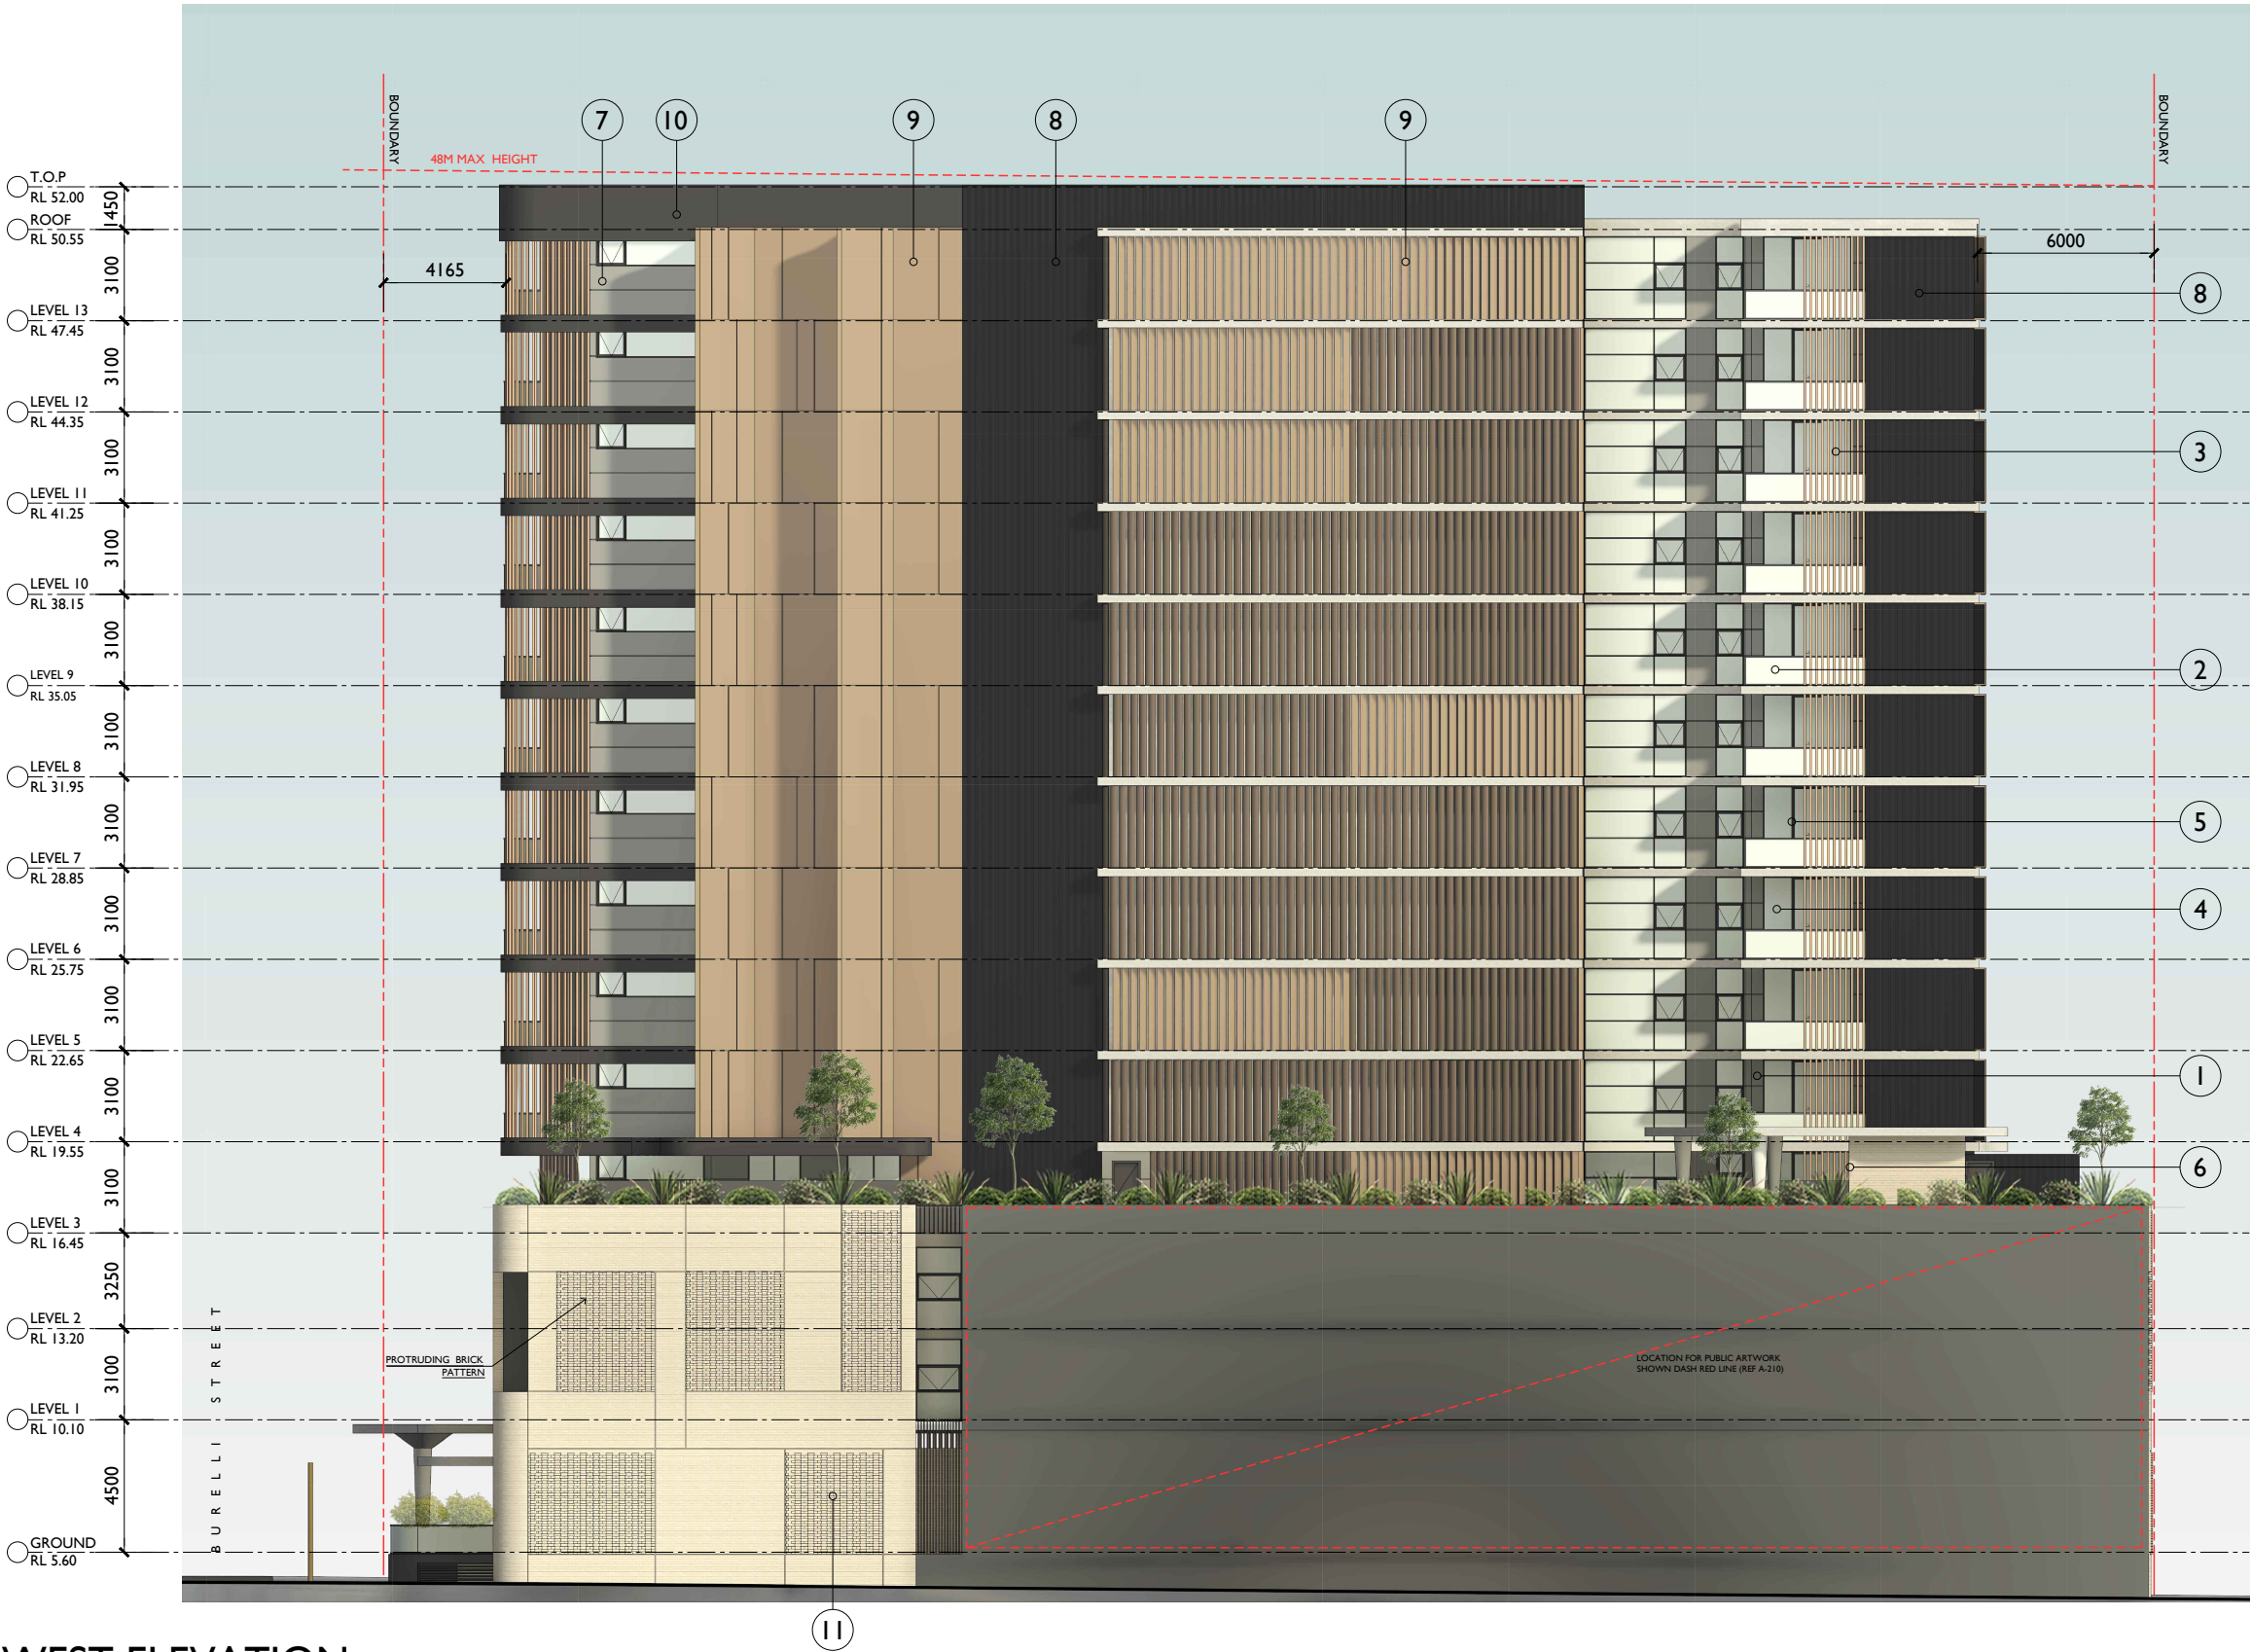 BOUNDARY
BOUNDARY
7
10
9
8
9
48M MAX HEIGHT
T.O.P
RL 52.00
1450
ROOF
RL 50.55
3100
4165
6000
8
LEVEL 13
RL 47.45
3100
LEVEL 12
RL 44.35
3100
3
LEVEL 11
RL 41.25
3100
LEVEL 10
RL 38.15
3100
2
LEVEL 9
RL 35.05
3100
LEVEL 8
RL 31.95
3100
5
LEVEL 7
RL 28.85
3100
4
LEVEL 6
RL 25.75
3100
LEVEL 5
RL 22.65
3100
1
LEVEL 4
RL 19.55
3100
6
LEVEL 3
RL 16.45
3250
LEVEL 2
RL 13.20
3100
PROTRUDING BRICK
PATTERN
LOCATION FOR PUBLIC ARTWORK
SHOWN DASH RED LINE (REF A-210)
LEVEL 1
RL 10.10
4500
BURELLI STREET
GROUND
RL 5.60
11
WEST ELEVATION